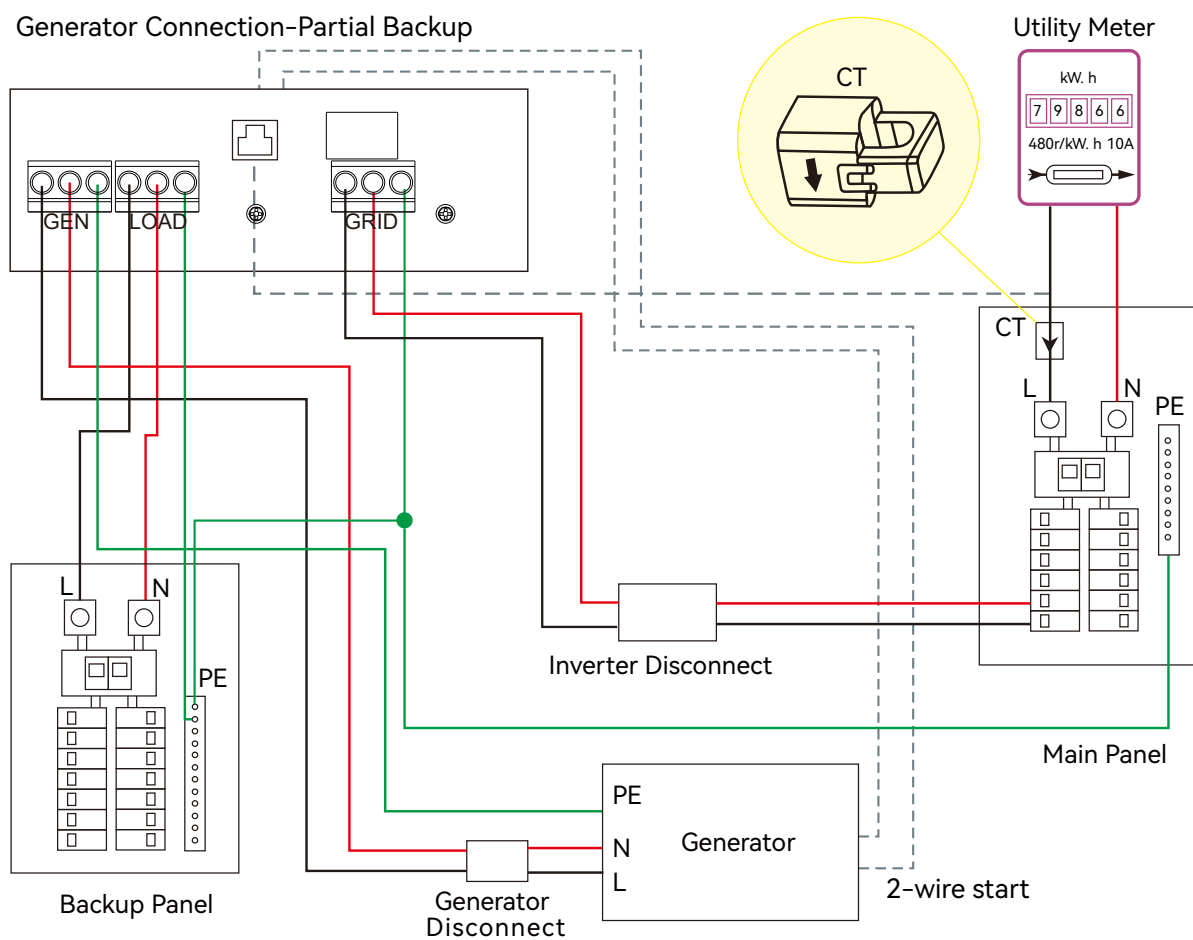 Generator Connection-Partial Backup
Utility Meter
kW. h
7 9 8 6 6
480r/kW. h 10A
CT
GEN
LOAD
GRID
CT
L
N
PE
L
N
PE
Inverter Disconnect
Main Panel
PE
N
L
Generator
2-wire start
Backup Panel
Generator
Disconnect